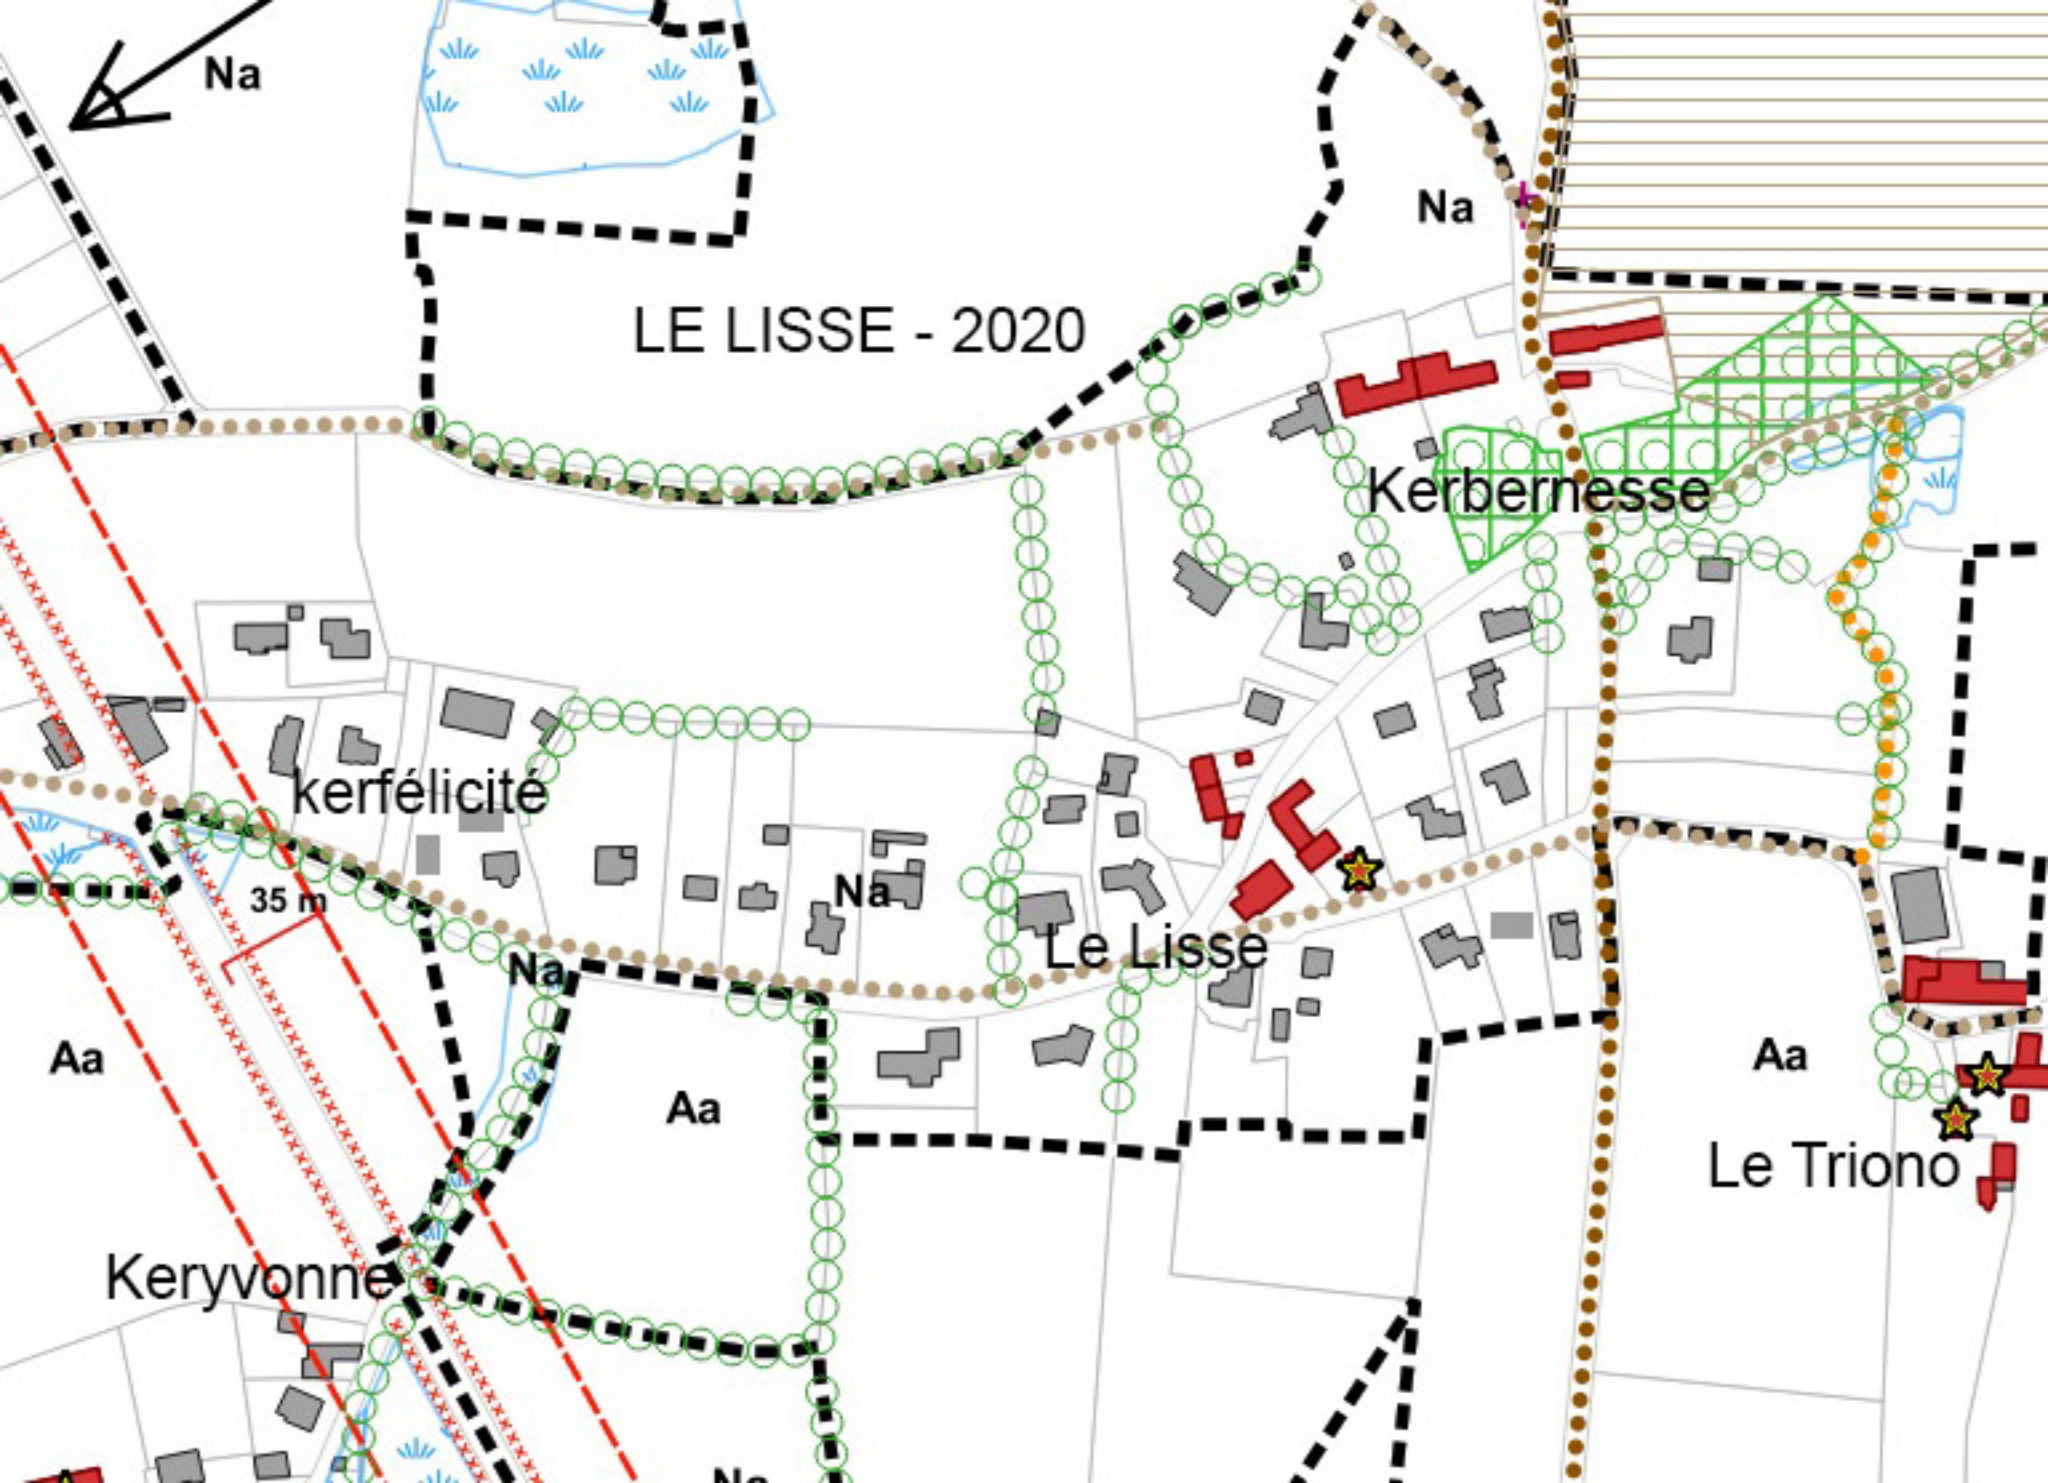 Na
Na
LE LISSE - 2020
Kerbernesse
kerfélicité
Na
35 m
Le Lisse
Na
Aa
Aa
Aa
Le Triono
Keryvonne
Na